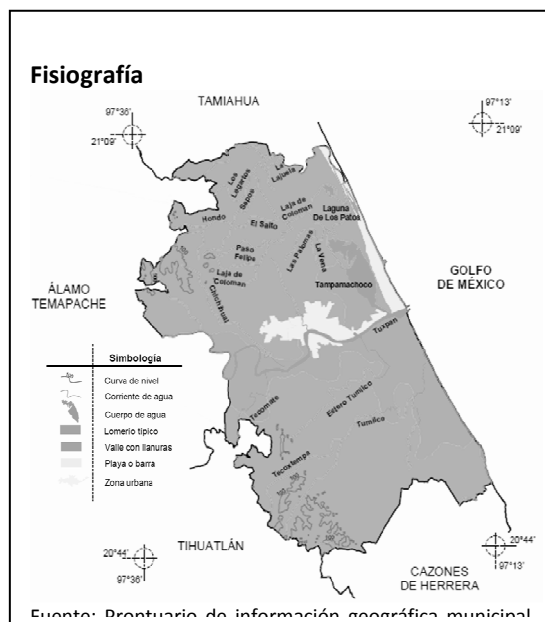 Fisiografía
TAMIAHUA
97°36'
21°09'
97°13'
21°09'
Los Lagartos
Sapos
La Lajuela
Hondo
El Salto
Laja de Coloman
Laguna
De Los Patos
Paso
Felipe
Las Palomas
La Vena
Laja de
Coloman
Tampamachoco
GOLFO
DE MÉXICO
ÁLAMO
TEMAPACHE
Tuxpan
Simbología
Curva de nivel
Corriente de agua
Cuerpo de agua
Lomerío típico
Valle con llanuras
Playa o barra
Zona urbana
Tecomate
Estero Tumilco
Tumilco
Tecoxtempa
TIHUATLÁN
20°44'
97°36'
20°44'
97°13'
CAZONES
DE HERRERA
Fuente: Prontuario de información geográfica municipal